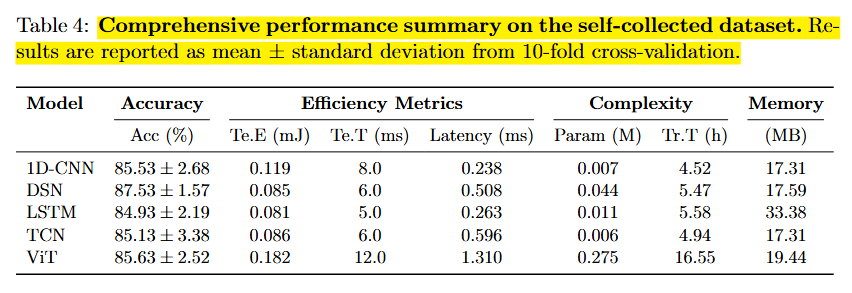 Table 4: Comprehensive performance summary on the self-collected dataset. Re-
sults are reported as mean ± standard deviation from 10-fold cross-validation.
Model Accuracy Efficiency Metrics Complexity Memory
Acc (%) Te.E (mJ) Te.T (ms) Latency (ms) Param (M) Tr.T (h) (MB)
1D-CNN 85.53 ± 2.68 0.119 8.0 0.238 0.007 4.52 17.31
DSN 87.53 ± 1.57 0.085 6.0 0.508 0.044 5.47 17.59
LSTM 84.93 ± 2.19 0.081 5.0 0.263 0.011 5.58 33.38
TCN 85.13 ± 3.38 0.086 6.0 0.596 0.006 4.94 17.31
ViT 85.63 ± 2.52 0.182 12.0 1.310 0.275 16.55 19.44